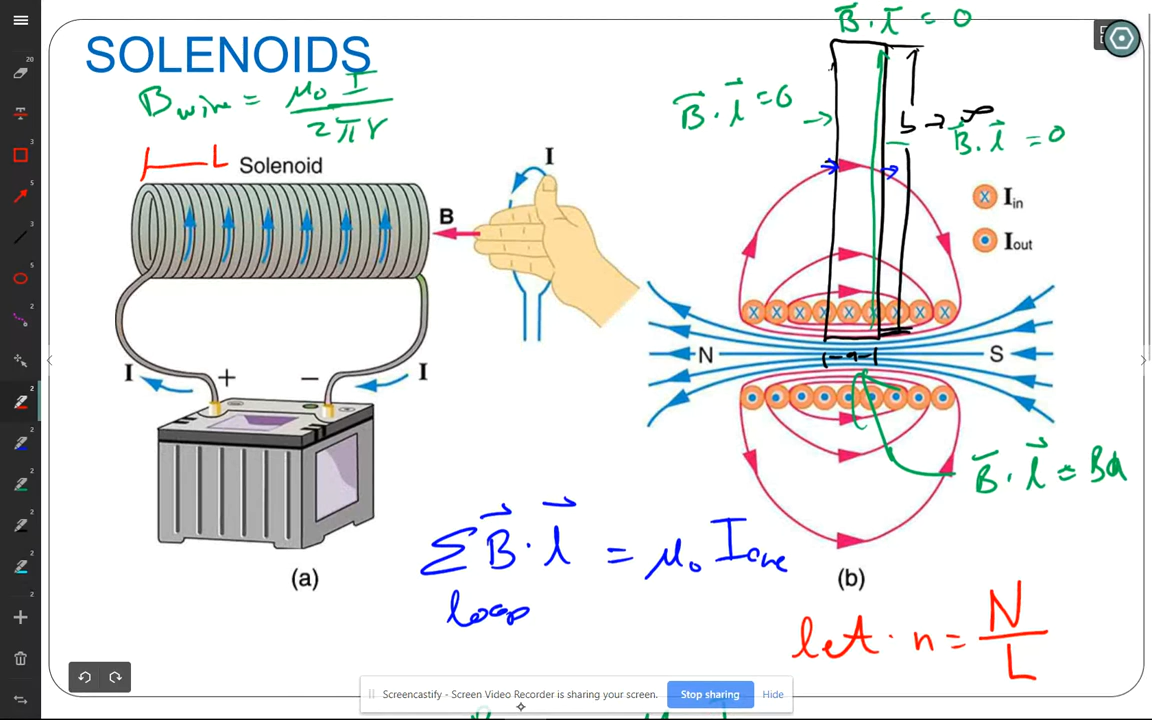 SOLENOIDS
B wire = μ₀ I / 2πr
B⃗ · l⃗ = 0
B⃗ · l⃗ = 0
b → ∞
B⃗ · l⃗ = 0
L
Solenoid
I
B
I in
I out
N
S
a
I
+
−
I
B⃗ · l⃗ = Ba
Σ B⃗ · l⃗ = μ₀ I
loop
(a)
(b)
let n = N / L
Screencastify - Screen Video Recorder is sharing your screen.
Stop sharing
Hide